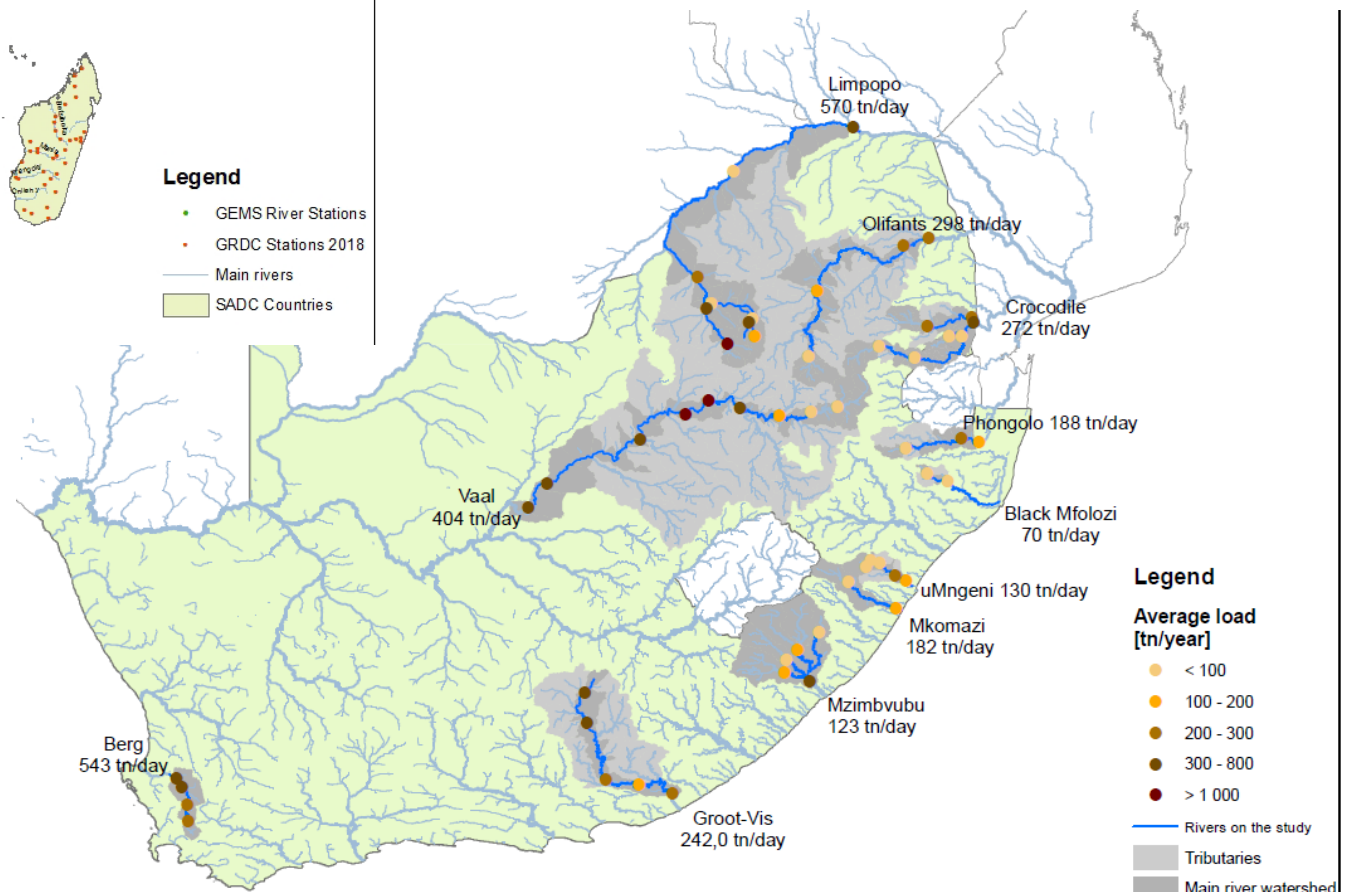 Limpopo
570 tn/day
Legend
GEMS River Stations
GRDC Stations 2018
Main rivers
SADC Countries
Olifants 298 tn/day
Crocodile
272 tn/day
Phongolo 188 tn/day
Vaal
404 tn/day
Black Mfolozi
70 tn/day
uMngeni 130 tn/day
Mkomazi
182 tn/day
Mzimbvubu
123 tn/day
Berg
543 tn/day
Groot-Vis
242,0 tn/day
Legend
Average load
[tn/year]
< 100
100 - 200
200 - 300
300 - 800
> 1 000
Rivers on the study
Tributaries
Main river watershed